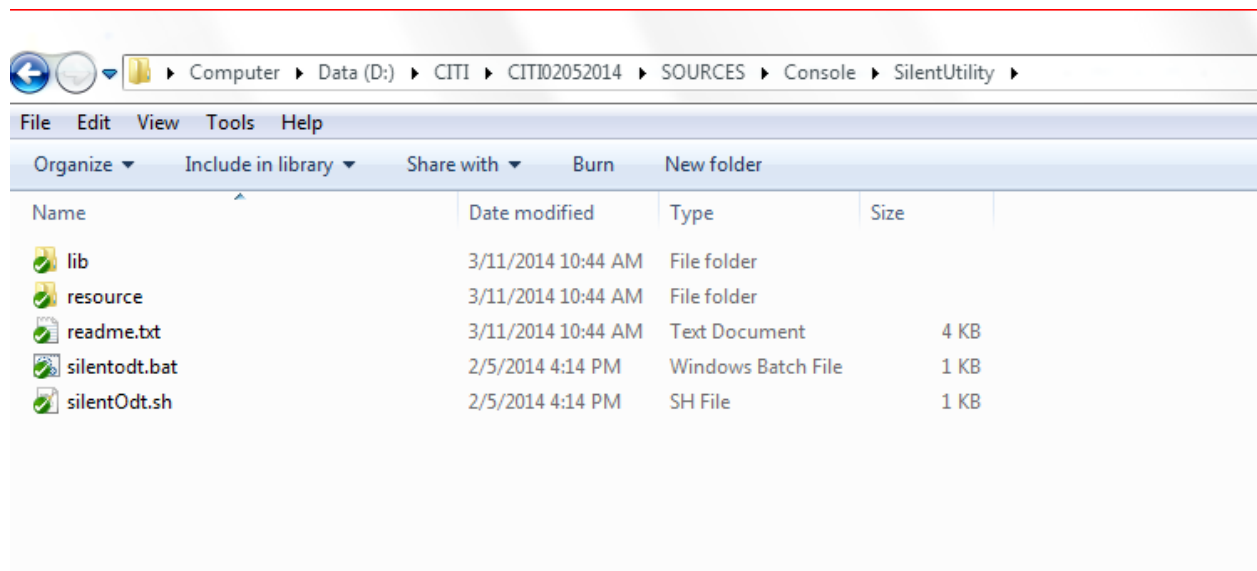 Computer Data (D:) CITI CITI02052014 SOURCES Console SilentUtility
File Edit View Tools Help
Organize Include in library Share with Burn New folder
Name Date modified Type Size
lib 3/11/2014 10:44 AM File folder
resource 3/11/2014 10:44 AM File folder
readme.txt 3/11/2014 10:44 AM Text Document 4 KB
silentodt.bat 2/5/2014 4:14 PM Windows Batch File 1 KB
silentOdt.sh 2/5/2014 4:14 PM SH File 1 KB